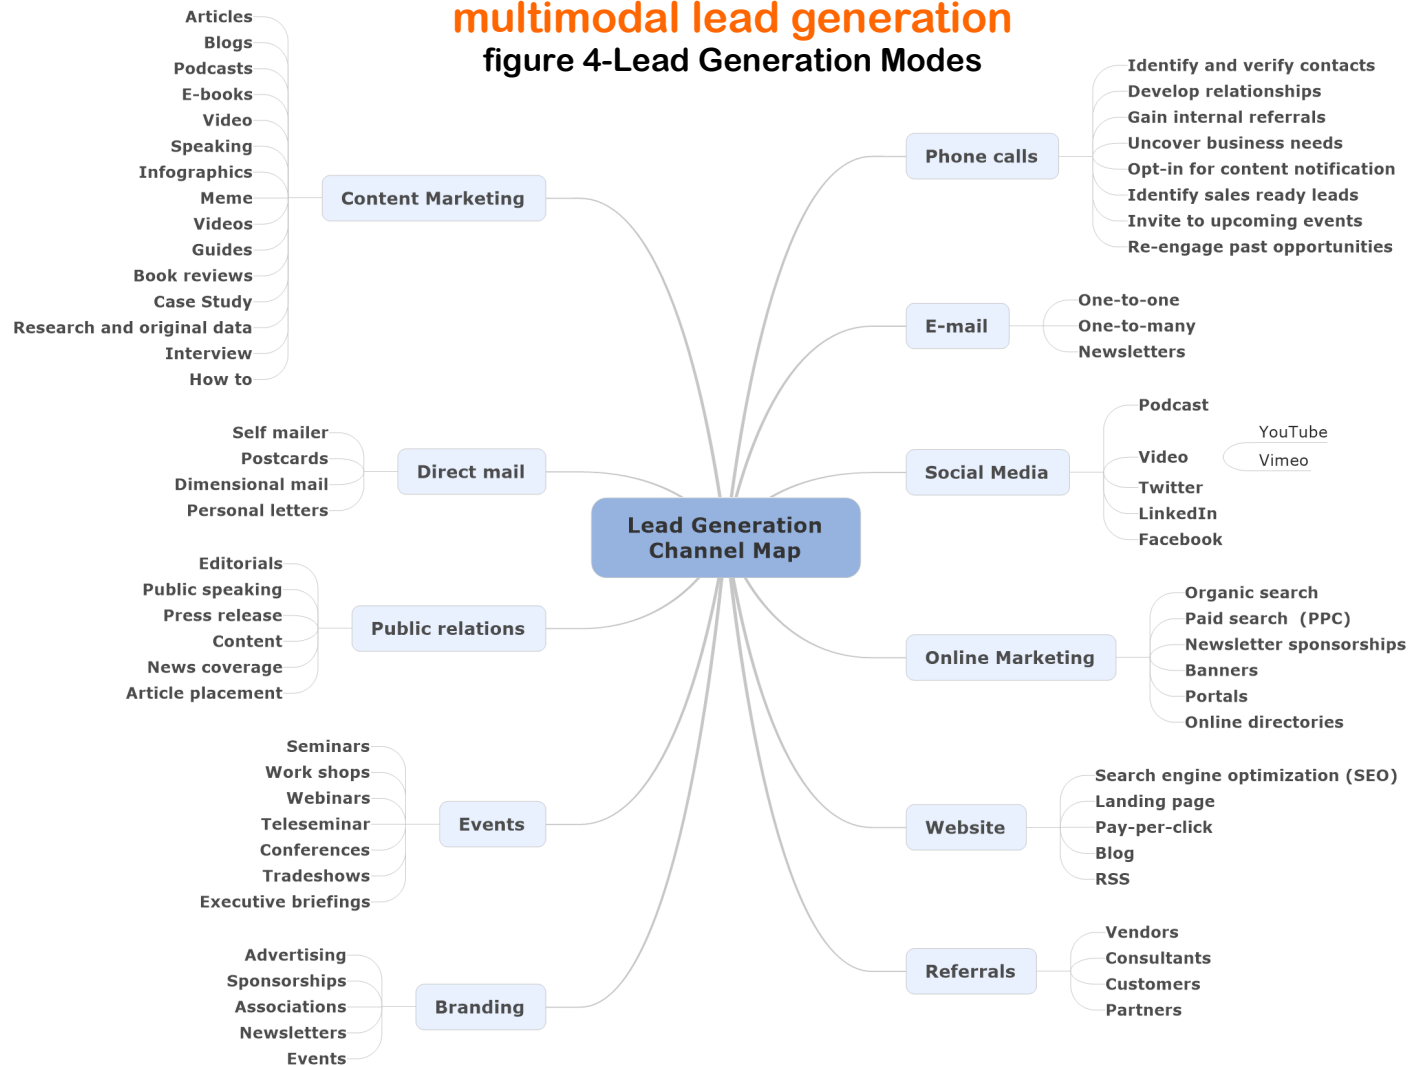 multimodal lead generation
figure 4-Lead Generation Modes
Articles
Blogs
Podcasts
E-books
Video
Speaking
Infographics
Meme
Videos
Guides
Book reviews
Case Study
Research and original data
Interview
How to
Content Marketing
Self mailer
Postcards
Dimensional mail
Personal letters
Direct mail
Editorials
Public speaking
Press release
Content
News coverage
Article placement
Public relations
Seminars
Work shops
Webinars
Teleseminar
Conferences
Tradeshows
Executive briefings
Events
Advertising
Sponsorships
Associations
Newsletters
Events
Branding
Lead Generation
Channel Map
Phone calls
Identify and verify contacts
Develop relationships
Gain internal referrals
Uncover business needs
Opt-in for content notification
Identify sales ready leads
Invite to upcoming events
Re-engage past opportunities
E-mail
One-to-one
One-to-many
Newsletters
Social Media
Podcast
Video
YouTube
Vimeo
Twitter
LinkedIn
Facebook
Online Marketing
Organic search
Paid search (PPC)
Newsletter sponsorships
Banners
Portals
Online directories
Website
Search engine optimization (SEO)
Landing page
Pay-per-click
Blog
RSS
Referrals
Vendors
Consultants
Customers
Partners